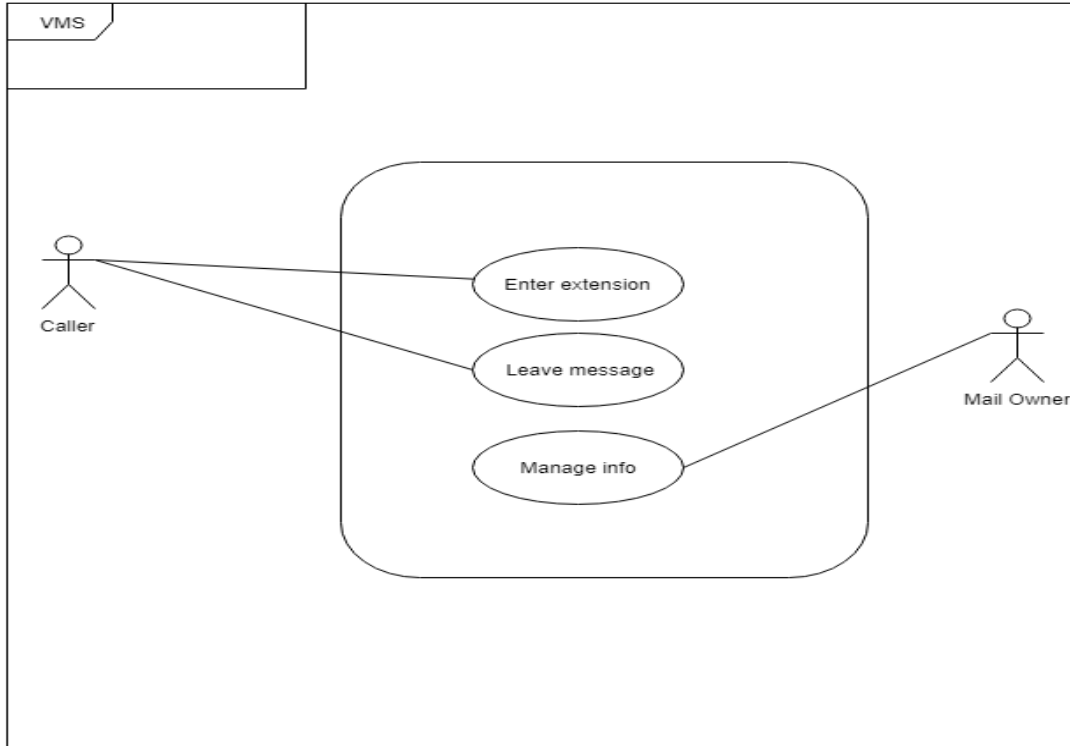 VMS
Caller
Enter extension
Leave message
Manage info
Mail Owner